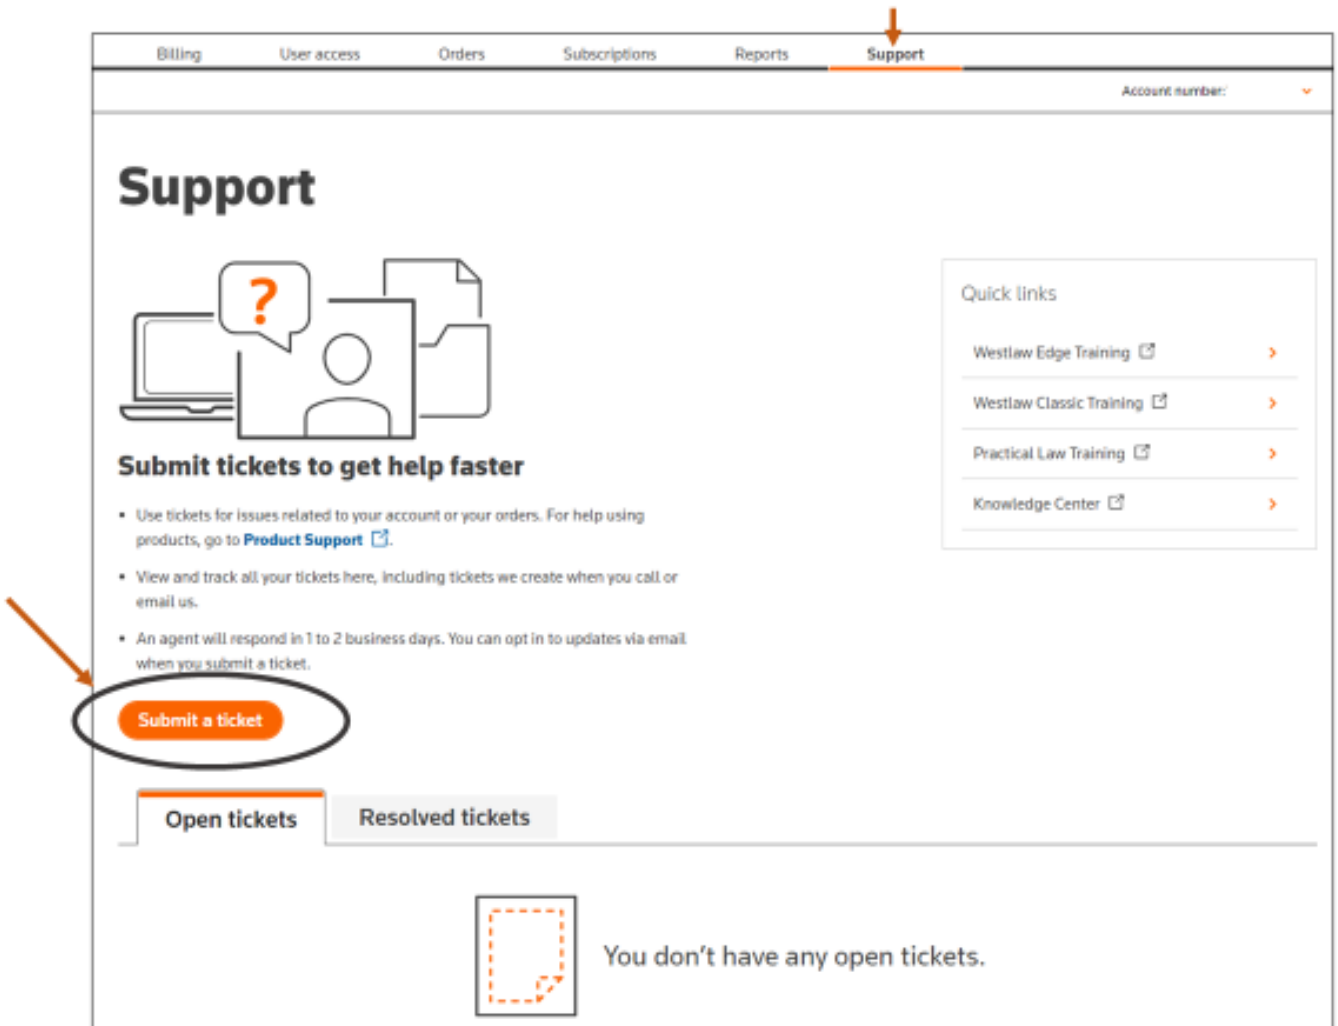 Billing User access Orders Subscriptions Reports Support
Account number:
Support
?
Submit tickets to get help faster
• Use tickets for issues related to your account or your orders. For help using
products, go to Product Support.
• View and track all your tickets here, including tickets we create when you call or
email us.
• An agent will respond in 1 to 2 business days. You can opt in to updates via email
when you submit a ticket.
Submit a ticket
Quick links
Westlaw Edge Training
Westlaw Classic Training
Practical Law Training
Knowledge Center
Open tickets Resolved tickets
You don't have any open tickets.